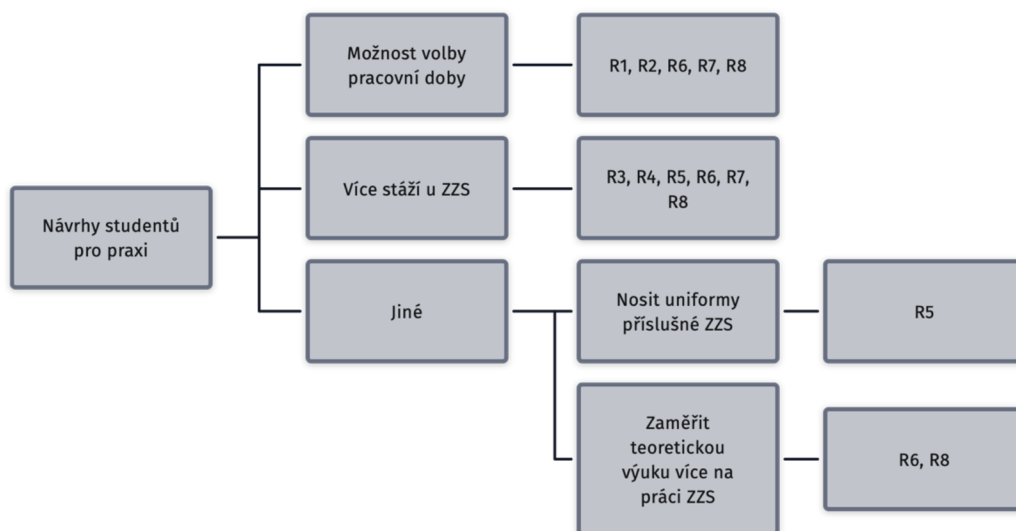 Návrhy studentů
pro praxi
Možnost volby
pracovní doby
R1, R2, R6, R7, R8
Více stáží u ZZS
R3, R4, R5, R6, R7,
R8
Jiné
Nosit uniformy
příslušné ZZS
R5
Zaměřit
teoretickou
výuku více na
práci ZZS
R6, R8